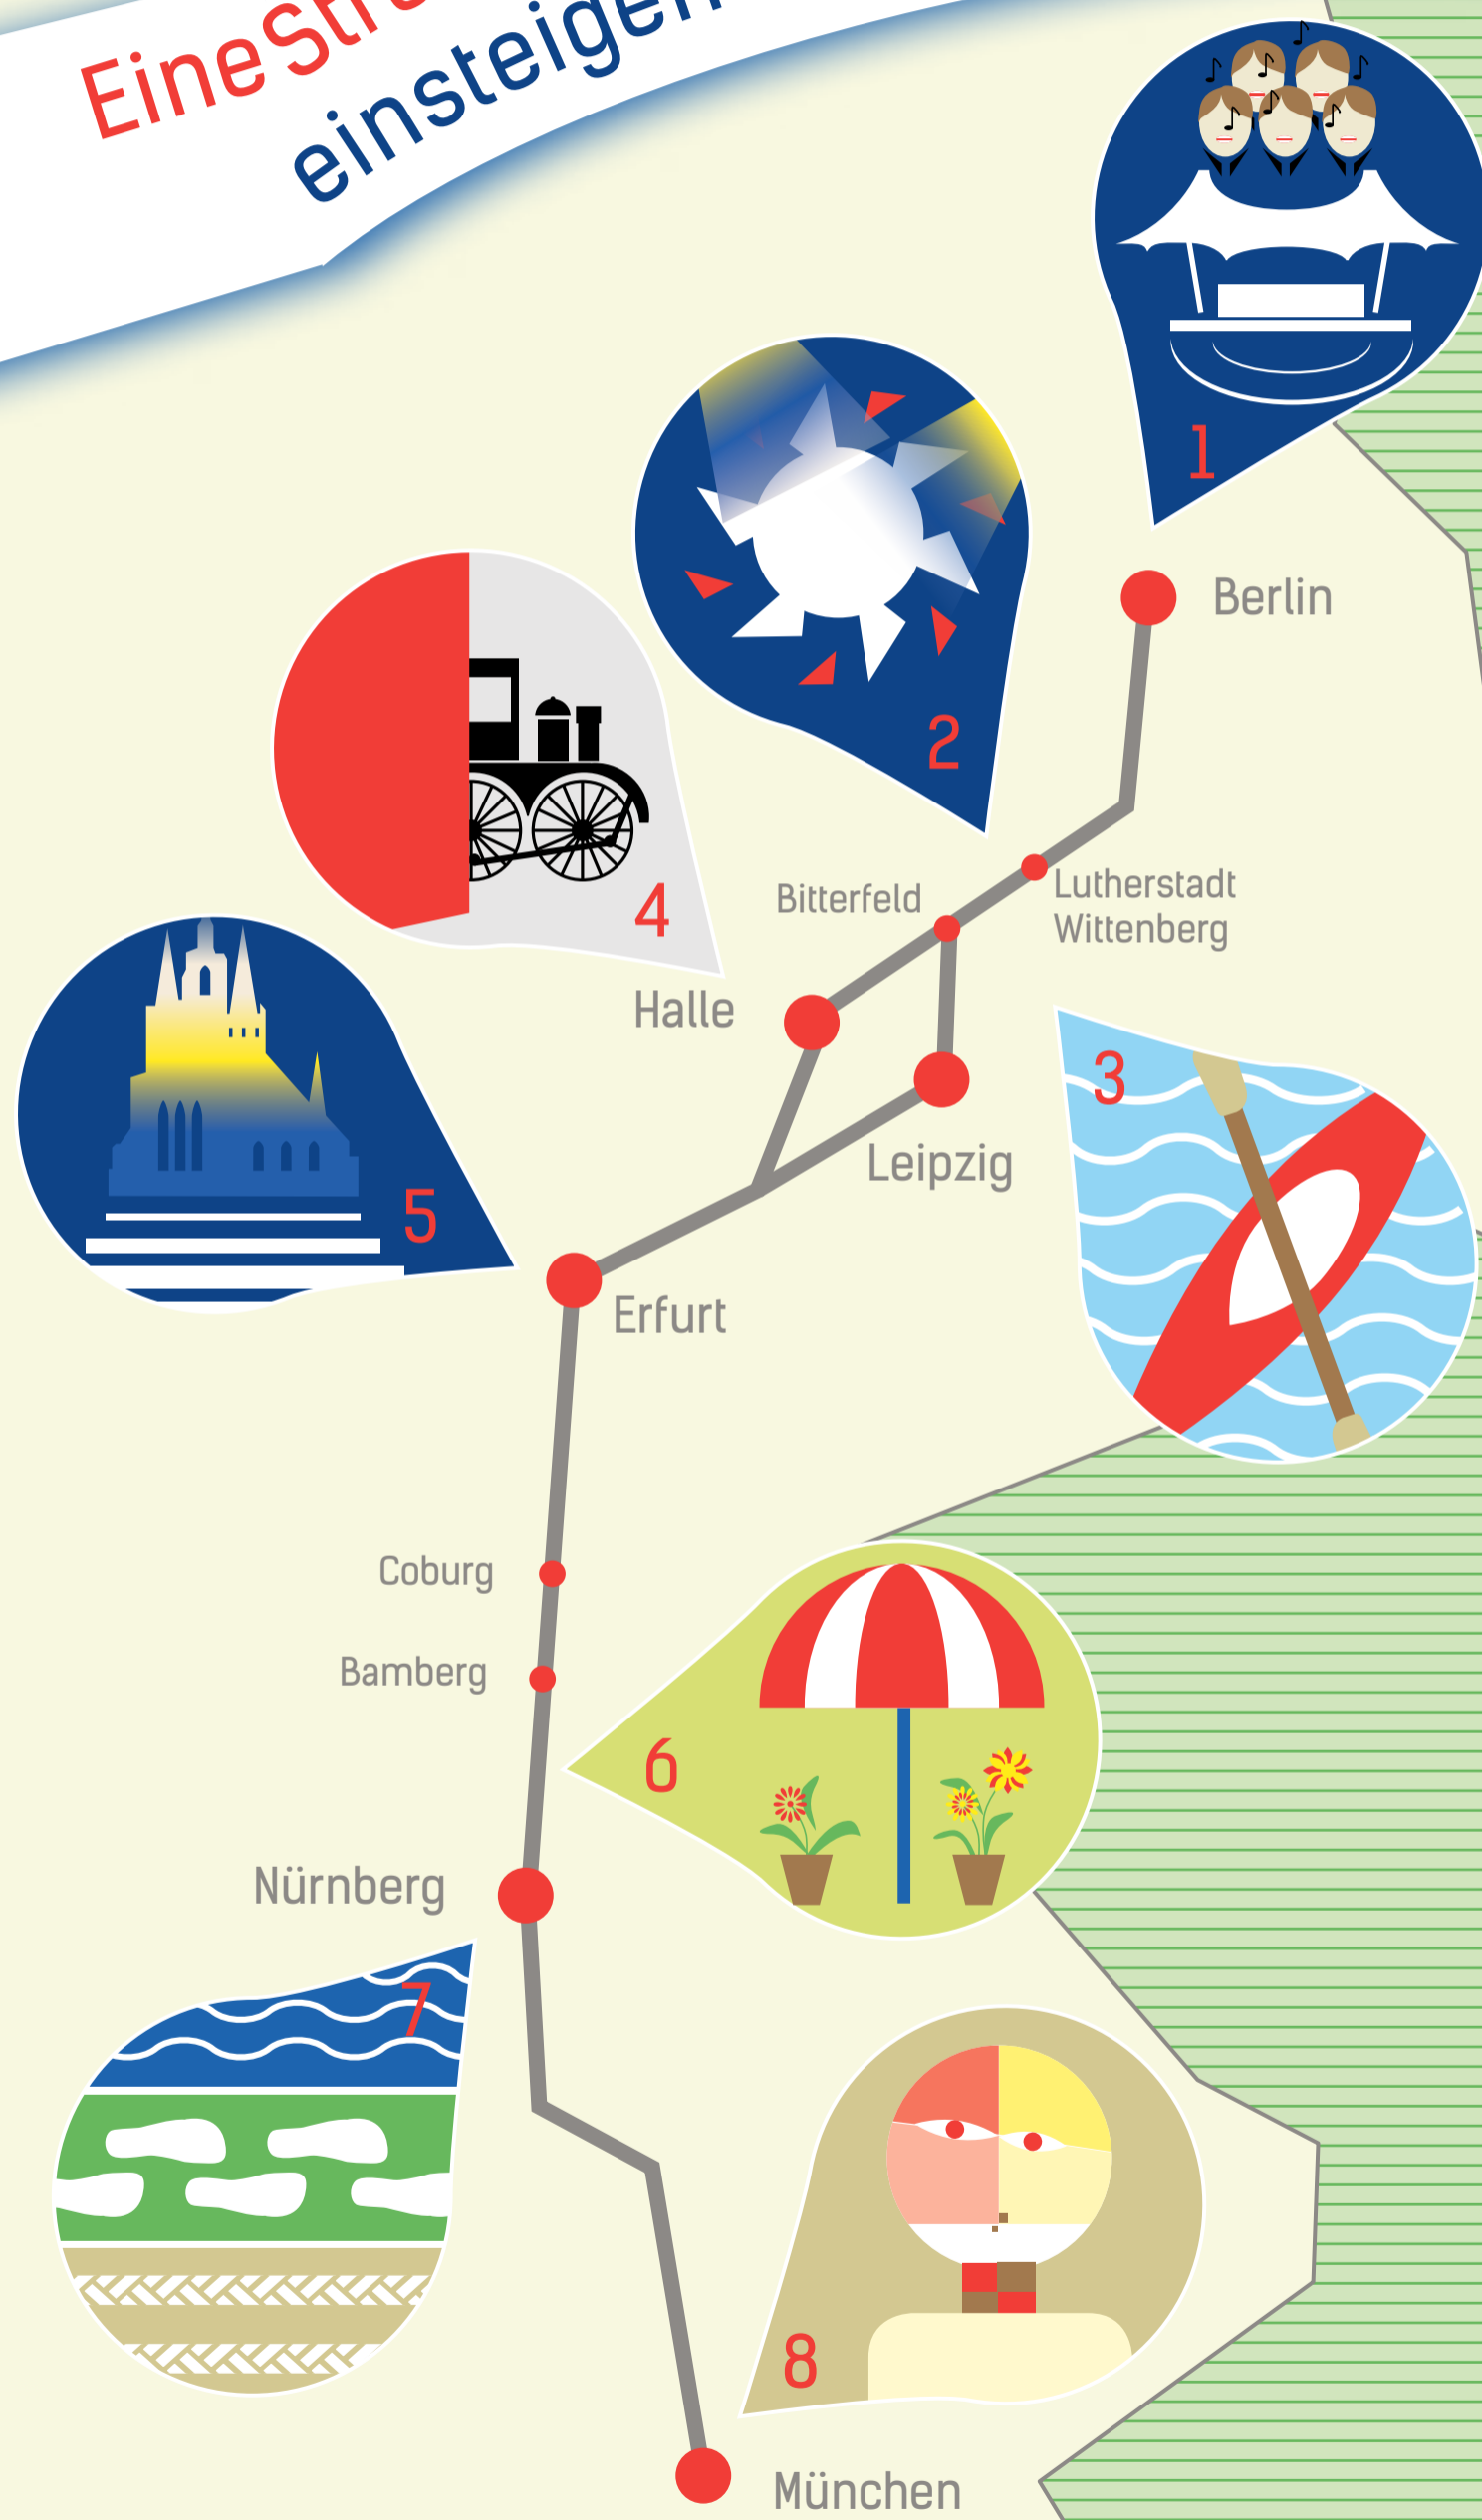 Eine
einsteigen
1
2
Berlin
4
Bitterfeld
Lutherstadt
Wittenberg
Halle
3
Leipzig
5
Erfurt
Coburg
Bamberg
6
Nürnberg
7
8
München